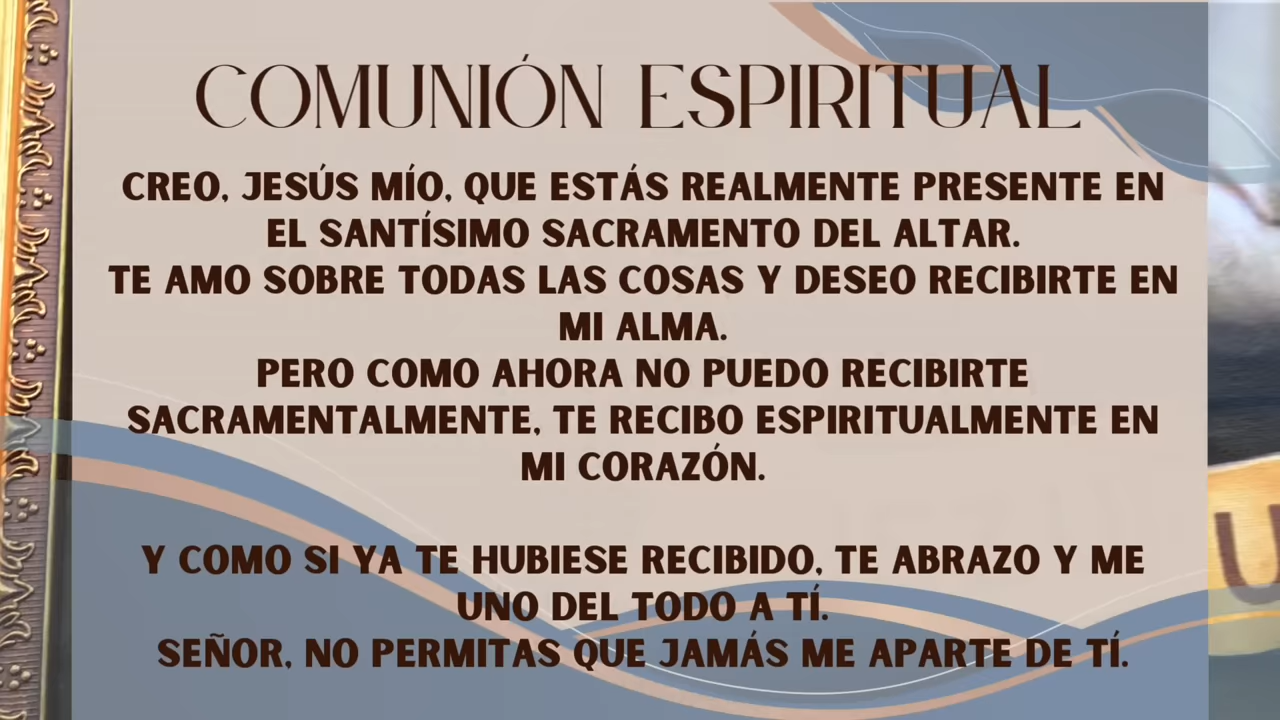 COMUNIÓN ESPIRITUAL
CREO, JESÚS MÍO, QUE ESTÁS REALMENTE PRESENTE EN
EL SANTÍSIMO SACRAMENTO DEL ALTAR.
TE AMO SOBRE TODAS LAS COSAS Y DESEO RECIBIRTE EN
MI ALMA.
PERO COMO AHORA NO PUEDO RECIBIRTE
SACRAMENTALMENTE, TE RECIBO ESPIRITUALMENTE EN
MI CORAZÓN.
Y COMO SI YA TE HUBIESE RECIBIDO, TE ABRAZO Y ME
UNO DEL TODO A TÍ.
SEÑOR, NO PERMITAS QUE JAMÁS ME APARTE DE TÍ.